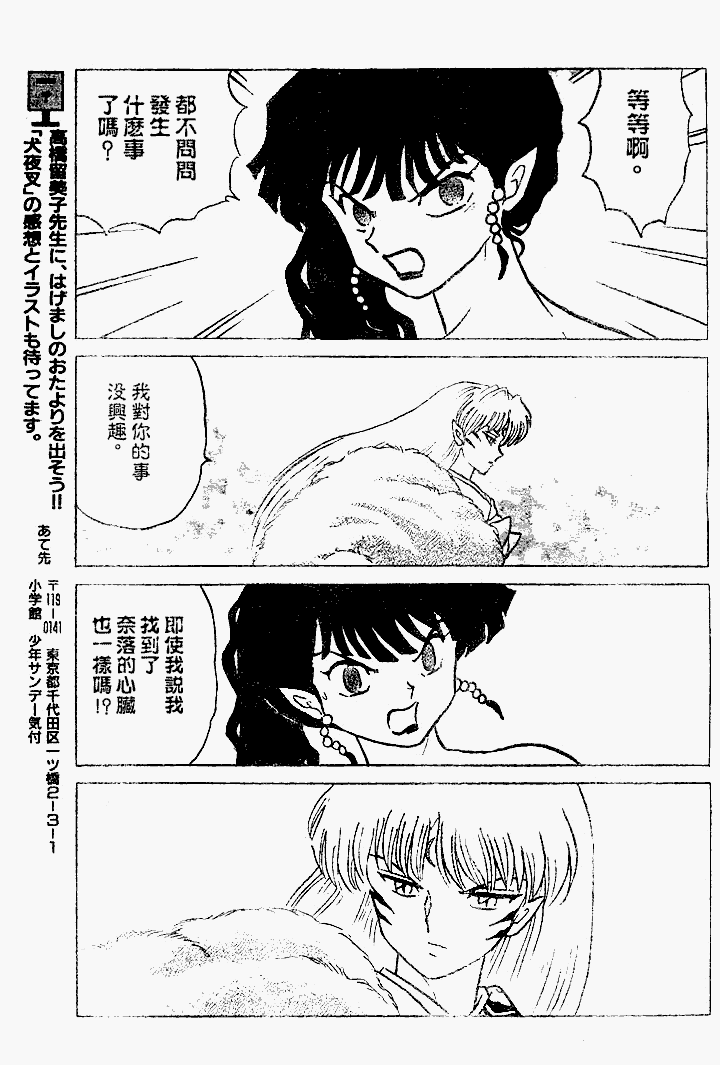 等等啊。
都不問問
發生
什麼事
了嗎？
我對你的事
没興趣。
即使我說我
找到了
奈落的心臟
也一樣嗎!?
高橋留美子先生に、はげましのおたよりを出そう!!
「犬夜叉」の感想とイラストも待ってます。
あて先
〒119-0141 東京都千代田区一ツ橋2-3-1
小学館 少年サンデー気付